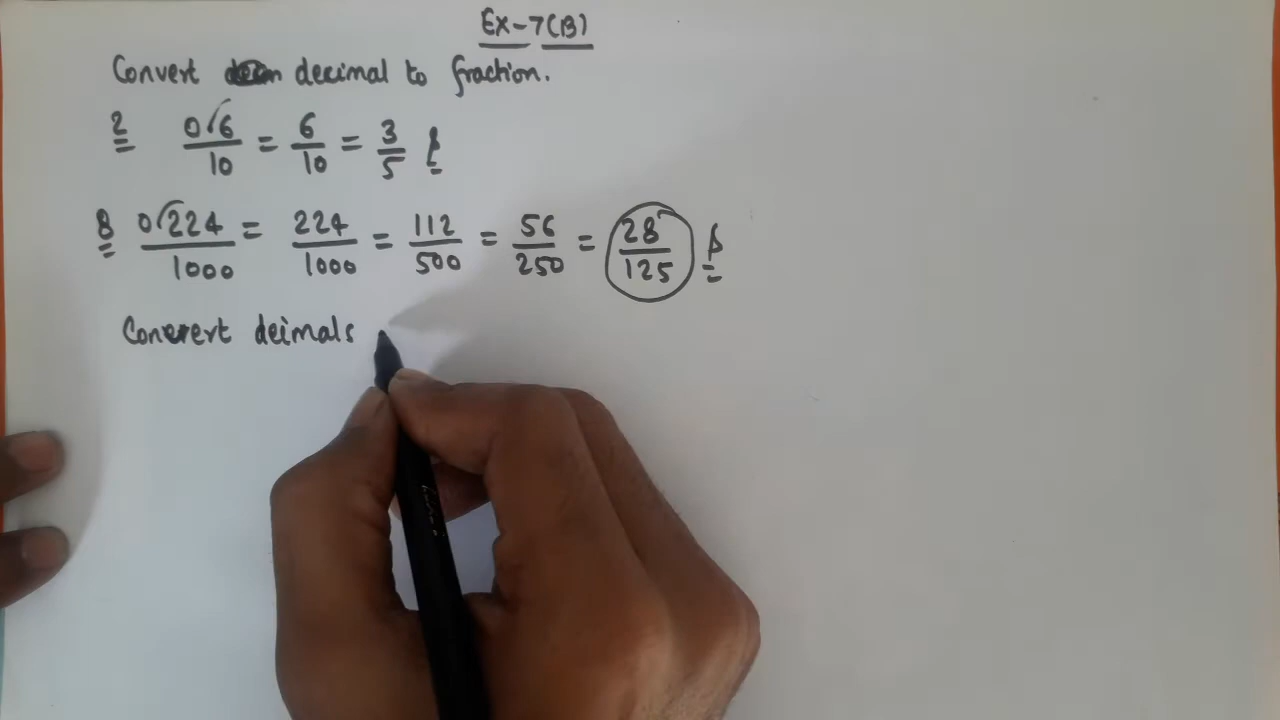 Ex-7(B)
Convert decimal to fraction.
2 0.6/10 = 6/10 = 3/5
8 0.224/1000 = 224/1000 = 112/500 = 56/250 = 28/125
Convert deimals